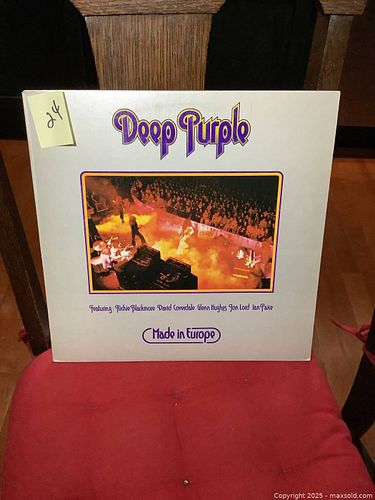 24
Deep Purple
Featuring: Ritchie Blackmore David Coverdale Glenn Hughes Jon Lord Ian Paice
Made in Europe
Copyright 2025 - www.maxsold.com